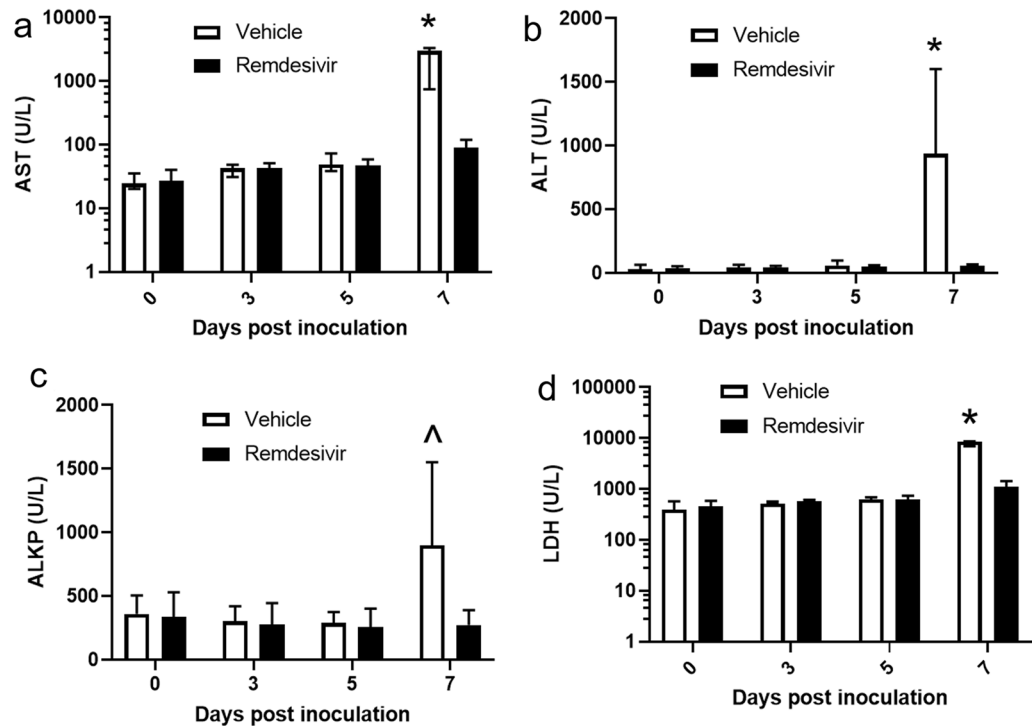 a
10000
1000
100
10
1
AST (U/L)
Vehicle
Remdesivir
*
0 3 5 7
Days post inoculation
b
2000
1500
1000
500
0
ALT (U/L)
Vehicle
Remdesivir
*
0 3 5 7
Days post inoculation
c
2000
1500
1000
500
0
ALKP (U/L)
Vehicle
Remdesivir
^
0 3 5 7
Days post inoculation
d
100000
10000
1000
100
10
1
LDH (U/L)
Vehicle
Remdesivir
*
0 3 5 7
Days post inoculation